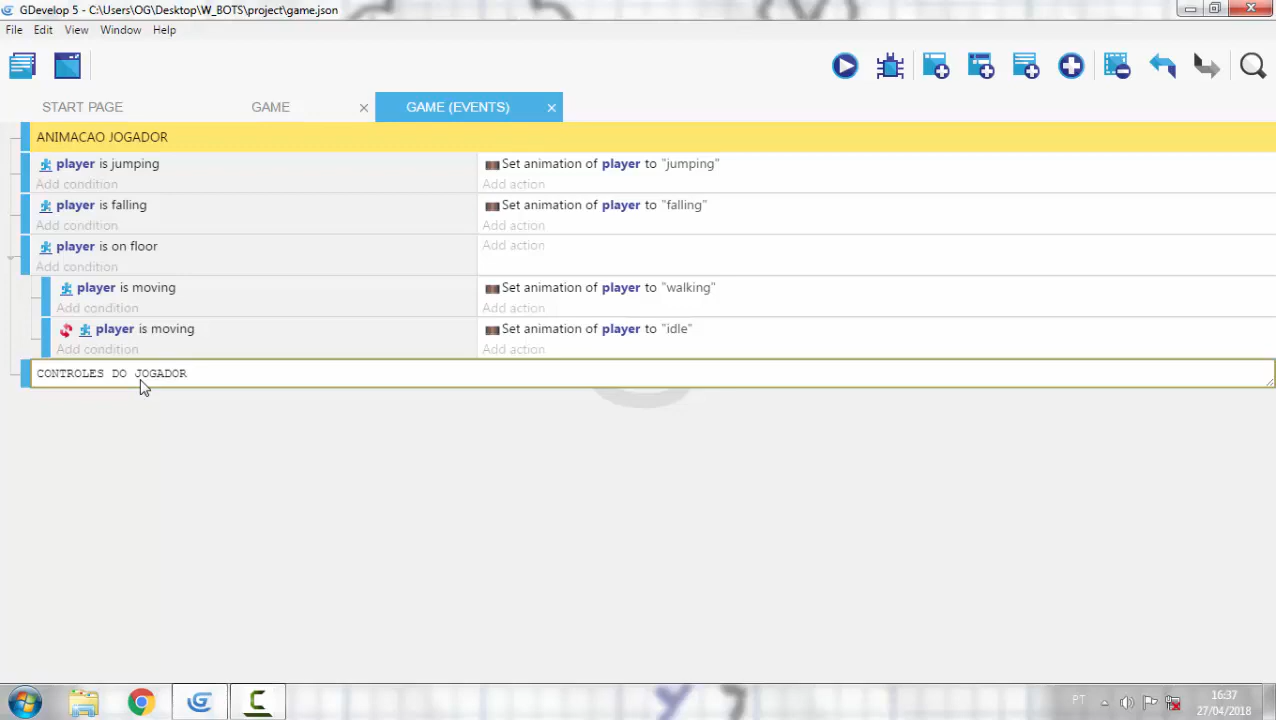 GDevelop 5 - C:\Users\OG\Desktop\W_BOTS\project\game.json
File Edit View Window Help
START PAGE GAME × GAME (EVENTS) ×
ANIMACAO JOGADOR
player is jumping Set animation of player to "jumping"
Add condition Add action
player is falling Set animation of player to "falling"
Add condition Add action
player is on floor Add action
Add condition
player is moving Set animation of player to "walking"
Add condition Add action
player is moving Set animation of player to "idle"
Add condition Add action
CONTROLES DO JOGADOR
PT 16:37
27/04/2018